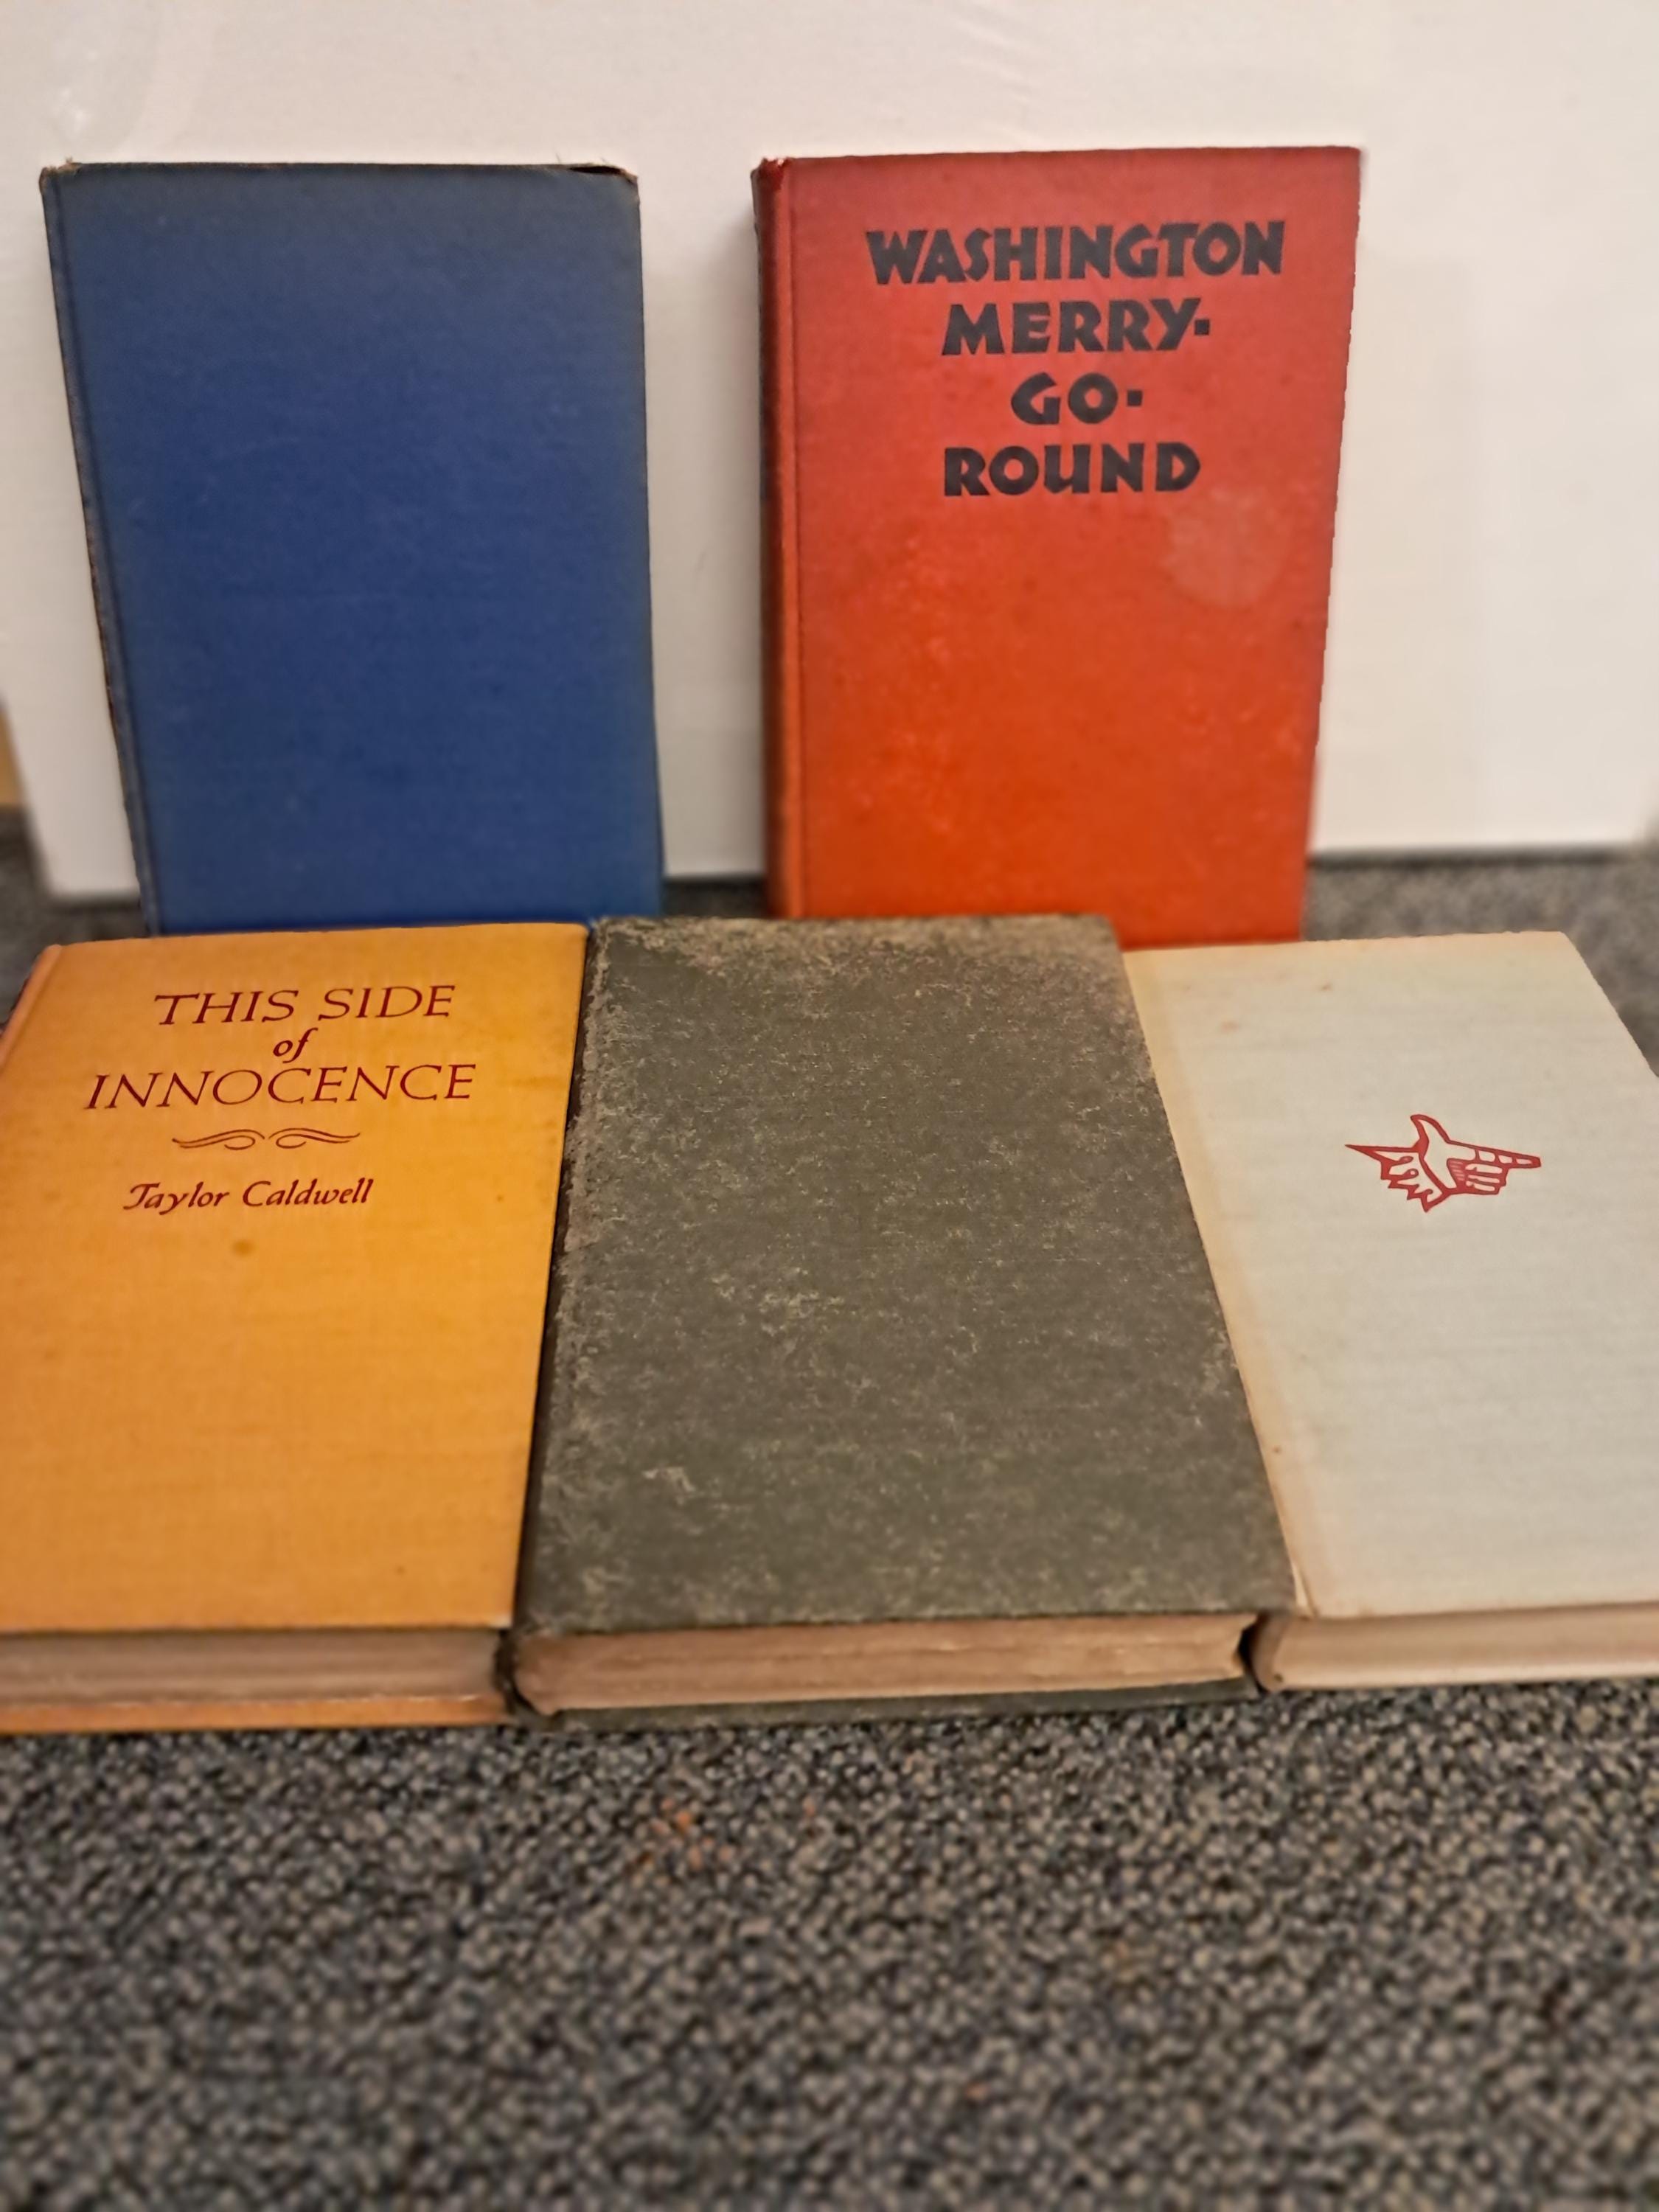 WASHINGTON
MERRY-
GO-
ROUND
THIS SIDE
of
INNOCENCE
Taylor Caldwell